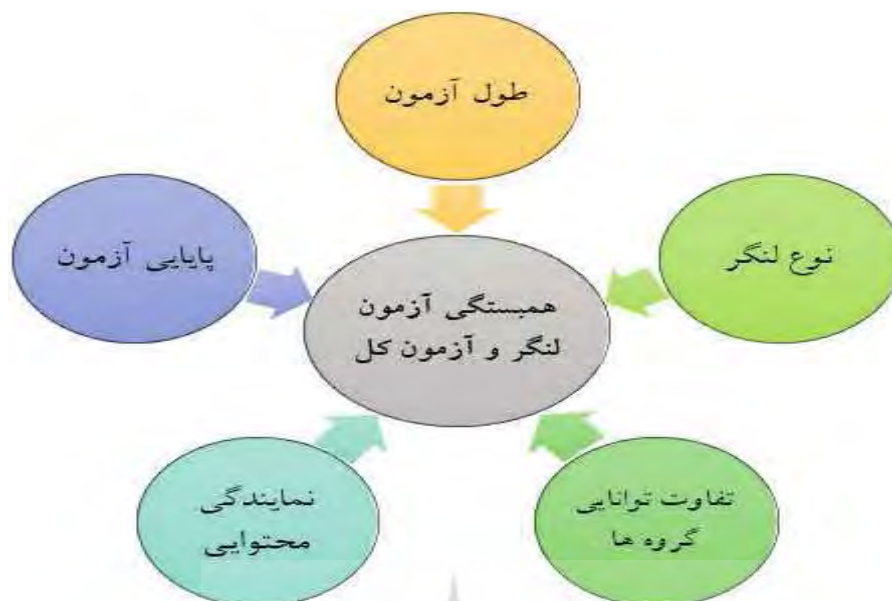 طول آزمون
نوع لنگر
پایایی آزمون
همبستگی آزمون
لنگر و آزمون کل
تفاوت توانایی
گروه ها
نمایندگی
محتوایی